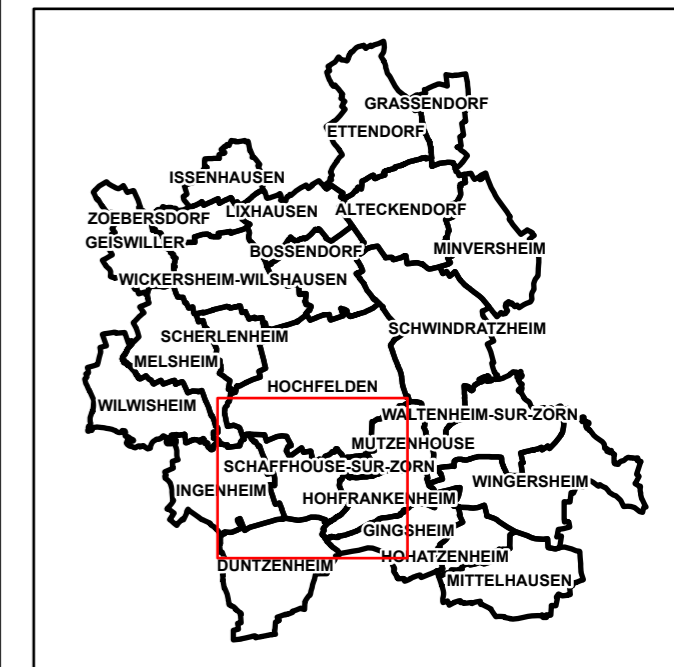 GRASSENDORF
ETTENDORF
ISSENHAUSEN
ZOEBERSDORF
LIXHAUSEN
ALTECKENDORF
GEISWILLER
BOSSENDORF
MINVERSHEIM
WICKERSHEIM-WILSHAUSEN
SCHWINDRATZHEIM
SCHERLENHEIM
MELSHEIM
HOCHFELDEN
WILWISHEIM
WALTENHEIM-SUR-ZORN
MUTZENHOUSE
SCHAFFHOUSE-SUR-ZORN
INGENHEIM
WINGERSHEIM
HOHFRANKENHEIM
GINGSHEIM
HOHATZENHEIM
DUNTZENHEIM
MITTELHAUSEN